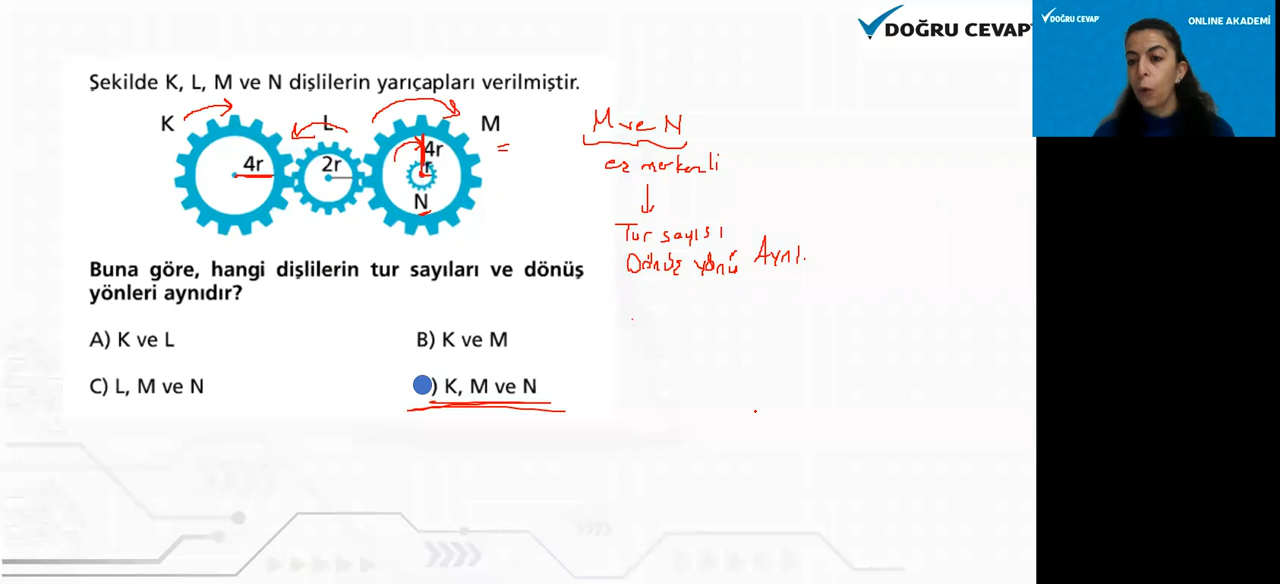 DOĞRU CEVAP
DOĞRU CEVAP
ONLINE AKADEMİ
Şekilde K, L, M ve N dişlilerin yarıçapları verilmiştir.
K
L
M
=
4r
2r
4r
r
N
M ve N
eş merkezli
Tur sayısı
Dönüş yönü Aynı.
Buna göre, hangi dişlilerin tur sayıları ve dönüş
yönleri aynıdır?
A) K ve L
B) K ve M
C) L, M ve N
) K, M ve N